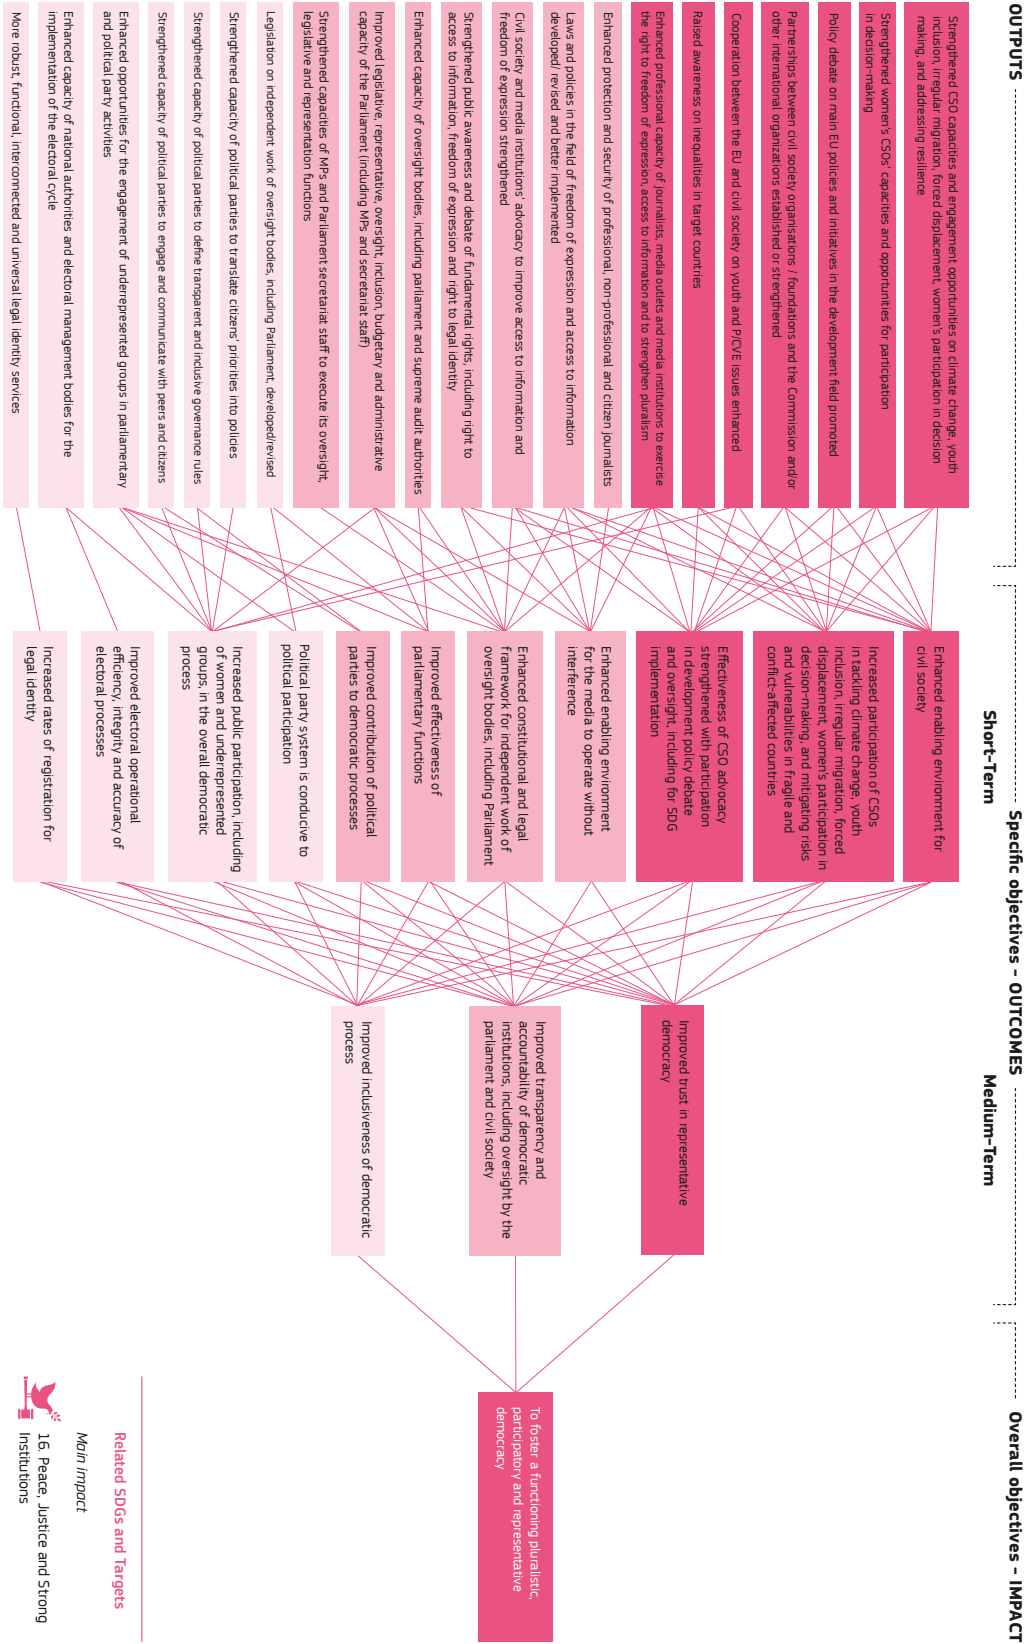 OUTPUTS
Specific objectives - OUTCOMES
Overall objectives - IMPACT
Short-Term
Medium-Term
Strengthened CSO capacities and engagement opportunities on climate change, youth
inclusion, irregular migration, forced displacement, women's participation in decision
making, and addressing resilience
Strengthened women's CSOs' capacities and opportunities for participation
in decision-making
Policy debate on main EU policies and initiatives in the development field promoted
Partnerships between civil society organisations / foundations and the Commission and/or
other international organizations established or strengthened
Cooperation between the EU and civil society on youth and P/CVE issues enhanced
Raised awareness on inequalities in target countries
Enhanced professional capacity of journalists, media outlets and media institutions to exercise
the right to freedom of expression, access to information and to strengthen pluralism
Enhanced protection and security of professional, non-professional and citizen journalists
Laws and policies in the field of freedom of expression and access to information
developed/ revised and better implemented
Civil society and media institutions' advocacy to improve access to information and
freedom of expression strengthened
Strengthened public awareness and debate of fundamental rights, including right to
access to information, freedom of expression and right to legal identity
Enhanced capacity of oversight bodies, including parliament and supreme audit authorities
Improved legislative, representative, oversight, inclusion, budgetary and administrative
capacity of the Parliament (including MPs and secretariat staff)
Strengthened capacities of MPs and Parliament secretariat staff to execute its oversight,
legislative and representation functions
Legislation on independent work of oversight bodies, including Parliament, developed/revised
Strengthened capacity of political parties to translate citizens' priorities into policies
Strengthened capacity of political parties to define transparent and inclusive governance rules
Strengthened capacity of political parties to engage and communicate with peers and citizens
Enhanced opportunities for the engagement of underrepresented groups in parliamentary
and political party activities
Enhanced capacity of national authorities and electoral management bodies for the
implementation of the electoral cycle
More robust, functional, interconnected and universal legal identity services
Enhanced enabling environment for
civil society
Increased participation of CSOs
in tackling climate change, youth
inclusion, irregular migration, forced
displacement, women's participation in
decision-making, and mitigating risks
and vulnerabilities in fragile and
conflict-affected countries
Effectiveness of CSO advocacy
strengthened with participation
in development policy debate
and oversight, including for SDG
implementation
Enhanced enabling environment
for the media to operate without
interference
Enhanced constitutional and legal
framework for independent work of
oversight bodies, including Parliament
Improved effectiveness of
parliamentary functions
Improved contribution of political
parties to democratic processes
Political party system is conducive to
political participation
Increased public participation, including
of women and underrepresented
groups, in the overall democratic
process
Improved electoral operational
efficiency, integrity and accuracy of
electoral processes
Increased rates of registration for
legal identity
Improved trust in representative
democracy
Improved transparency and
accountability of democratic
institutions, including oversight by the
parliament and civil society
Improved inclusiveness of democratic
process
To foster a functioning pluralistic,
participatory and representative
democracy
Related SDGs and Targets
Main impact
16. Peace, Justice and Strong
Institutions